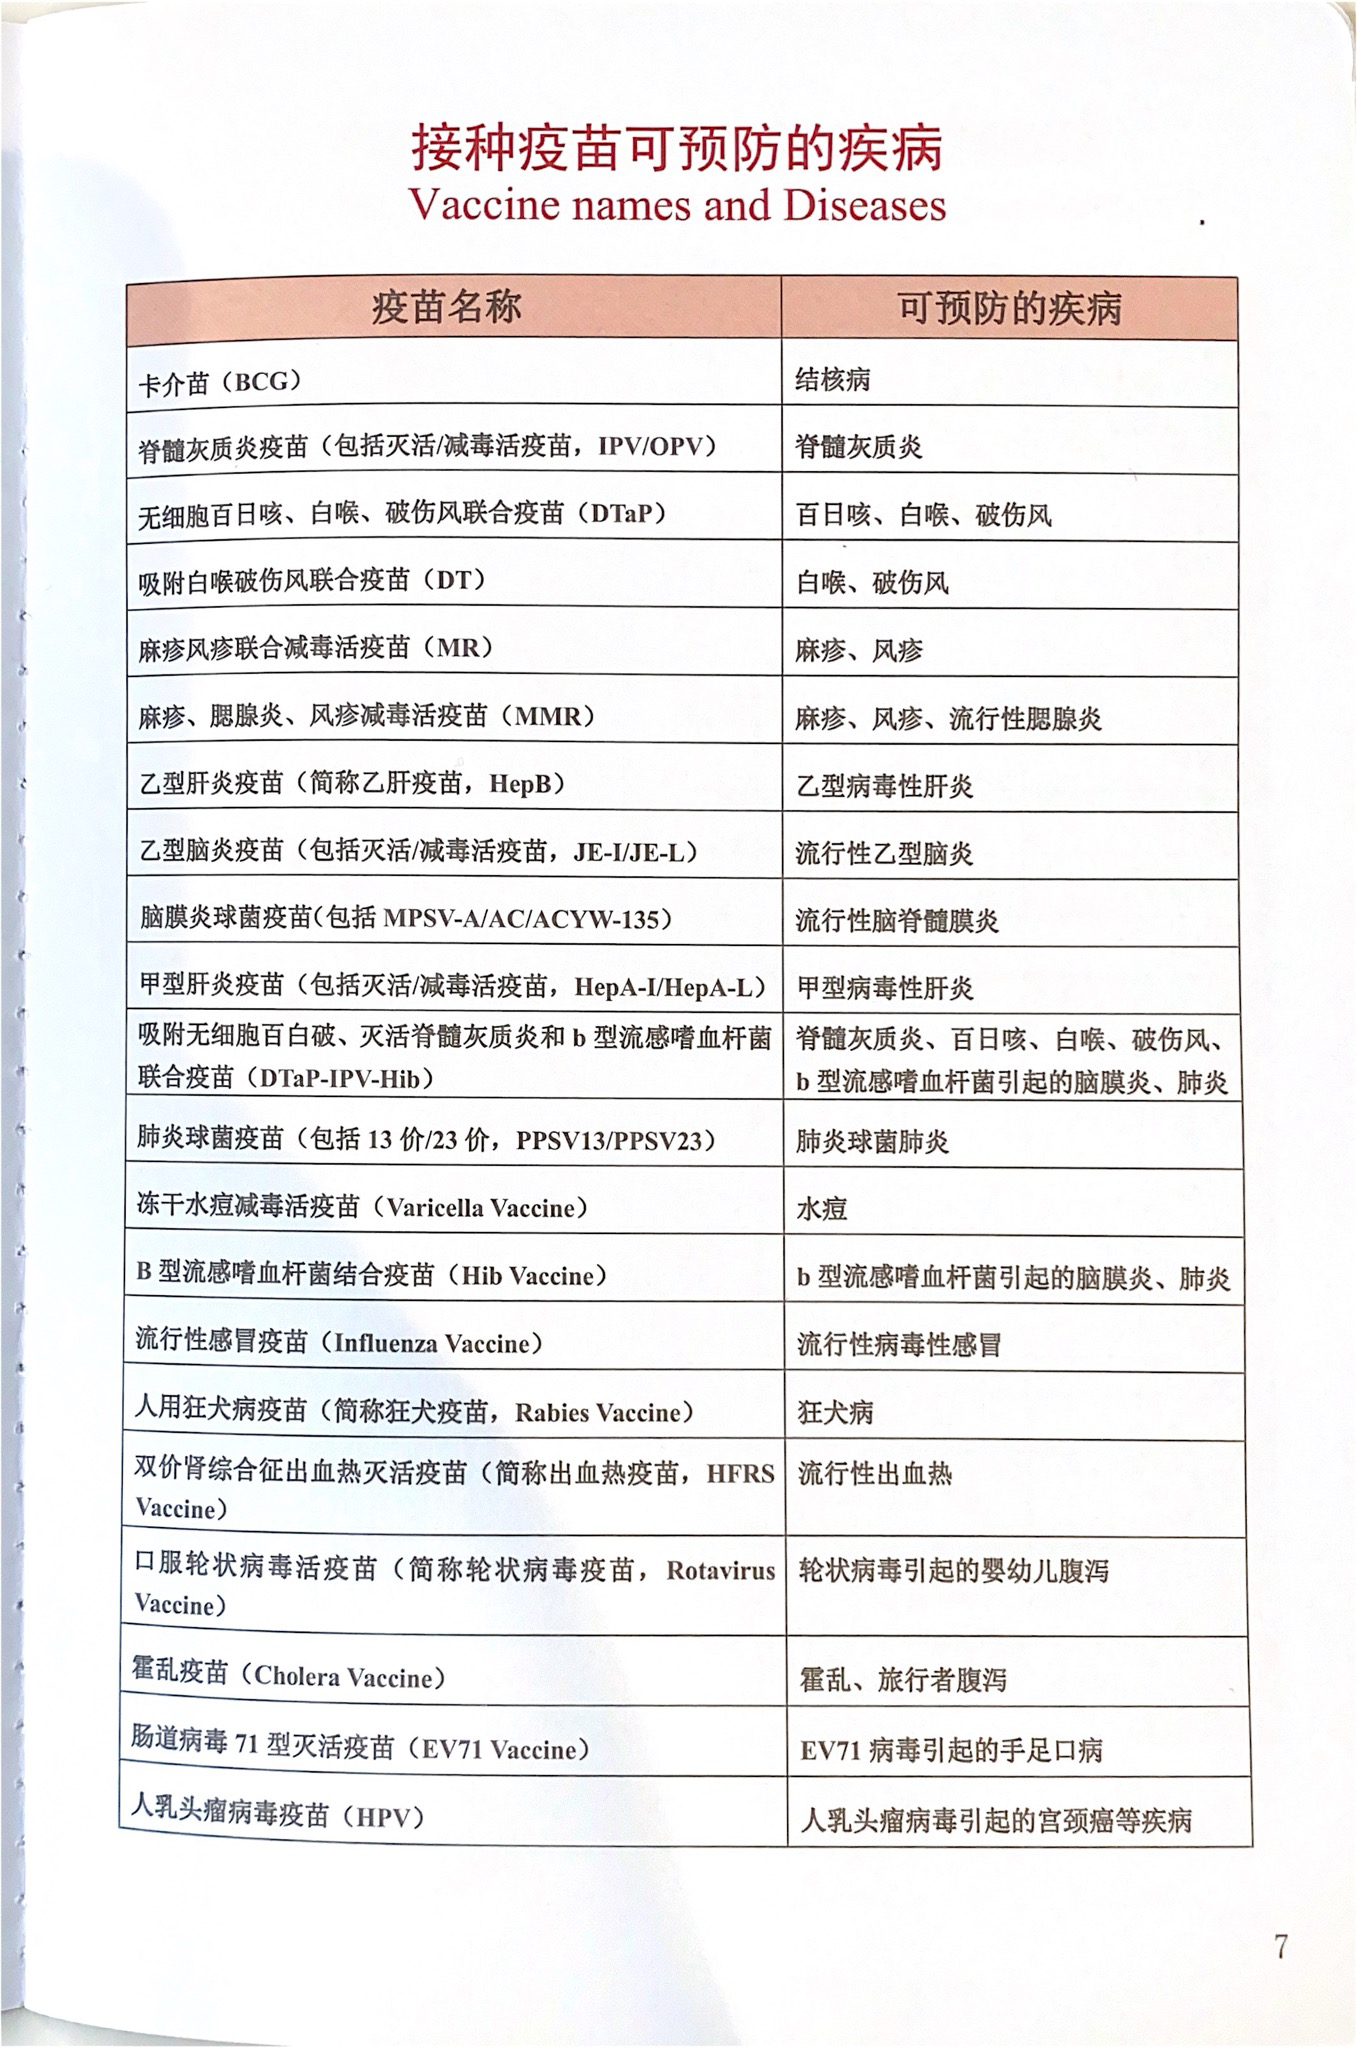 接种疫苗可预防的疾病
Vaccine names and Diseases
疫苗名称 可预防的疾病
卡介苗（BCG） 结核病
脊髓灰质炎疫苗（包括灭活/减毒活疫苗，IPV/OPV） 脊髓灰质炎
无细胞百日咳、白喉、破伤风联合疫苗（DTaP） 百日咳、白喉、破伤风
吸附白喉破伤风联合疫苗（DT） 白喉、破伤风
麻疹风疹联合减毒活疫苗（MR） 麻疹、风疹
麻疹、腮腺炎、风疹减毒活疫苗（MMR） 麻疹、风疹、流行性腮腺炎
乙型肝炎疫苗（简称乙肝疫苗，HepB） 乙型病毒性肝炎
乙型脑炎疫苗（包括灭活/减毒活疫苗，JE-I/JE-L） 流行性乙型脑炎
脑膜炎球菌疫苗（包括 MPSV-A/AC/ACYW-135） 流行性脑脊髓膜炎
甲型肝炎疫苗（包括灭活/减毒活疫苗，HepA-I/HepA-L） 甲型病毒性肝炎
吸附无细胞百白破、灭活脊髓灰质炎和 b 型流感嗜血杆菌
联合疫苗（DTaP-IPV-Hib）
脊髓灰质炎、百日咳、白喉、破伤风、
b 型流感嗜血杆菌引起的脑膜炎、肺炎
肺炎球菌疫苗（包括 13 价/23 价，PPSV13/PPSV23） 肺炎球菌肺炎
冻干水痘减毒活疫苗（Varicella Vaccine） 水痘
B 型流感嗜血杆菌结合疫苗（Hib Vaccine） b 型流感嗜血杆菌引起的脑膜炎、肺炎
流行性感冒疫苗（Influenza Vaccine） 流行性病毒性感冒
人用狂犬病疫苗（简称狂犬疫苗，Rabies Vaccine） 狂犬病
双价肾综合征出血热灭活疫苗（简称出血热疫苗，HFRS
Vaccine）
流行性出血热
口服轮状病毒活疫苗（简称轮状病毒疫苗，Rotavirus
Vaccine）
轮状病毒引起的婴幼儿腹泻
霍乱疫苗（Cholera Vaccine） 霍乱、旅行者腹泻
肠道病毒 71 型灭活疫苗（EV71 Vaccine） EV71 病毒引起的手足口病
人乳头瘤病毒疫苗（HPV） 人乳头瘤病毒引起的宫颈癌等疾病
7